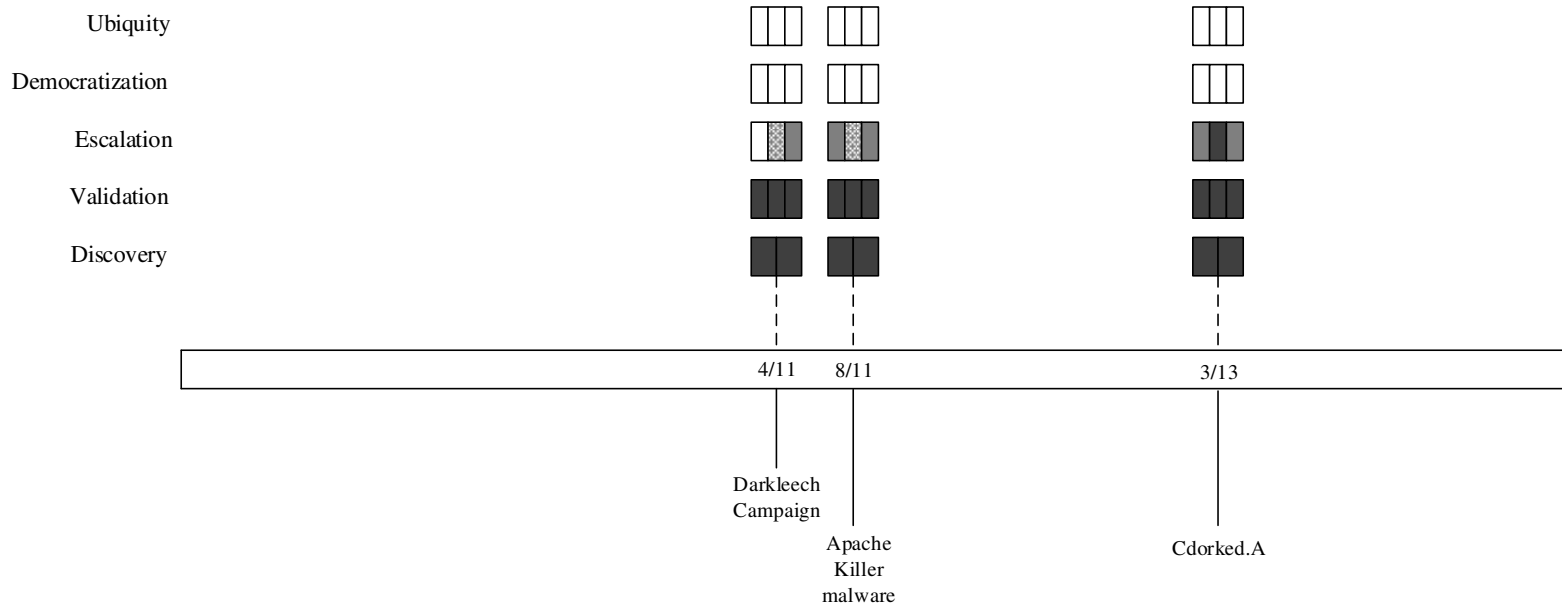 Ubiquity
Democratization
Escalation
Validation
Discovery
4/11
8/11
3/13
Darkleech
Campaign
Apache
Killer
malware
Cdorked.A